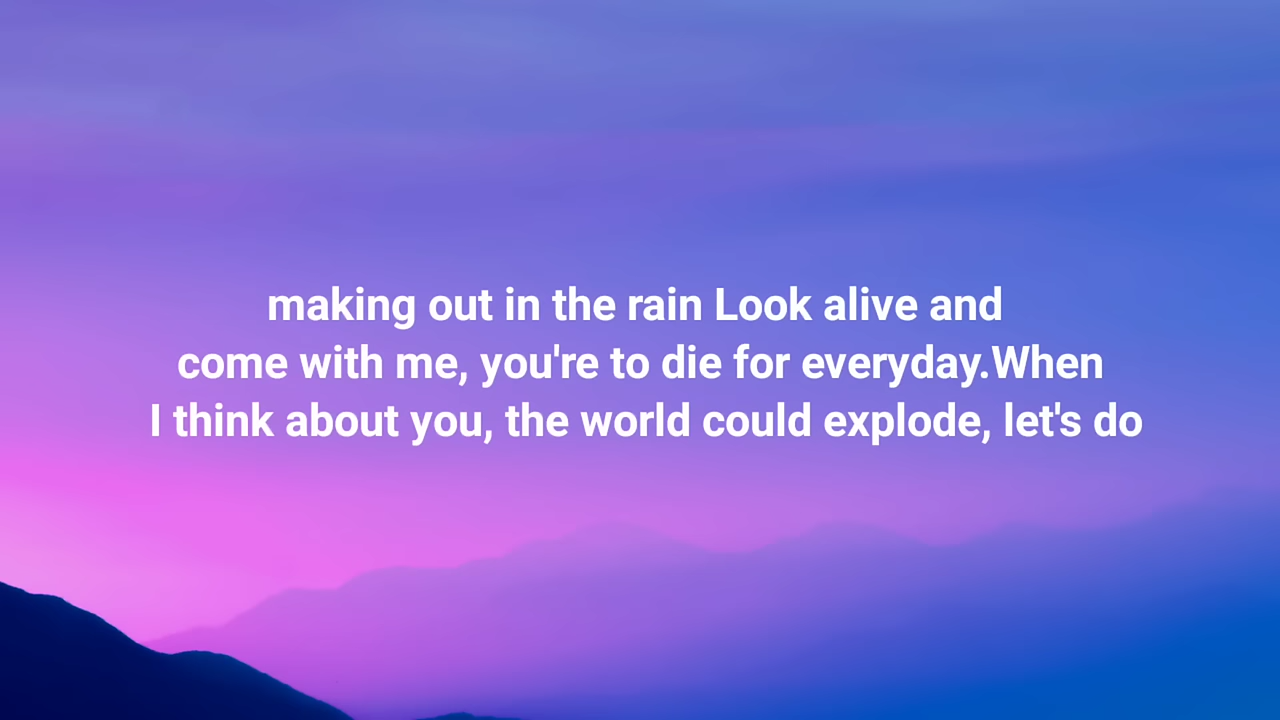 making out in the rain Look alive and
come with me, you're to die for everyday.When
I think about you, the world could explode, let's do